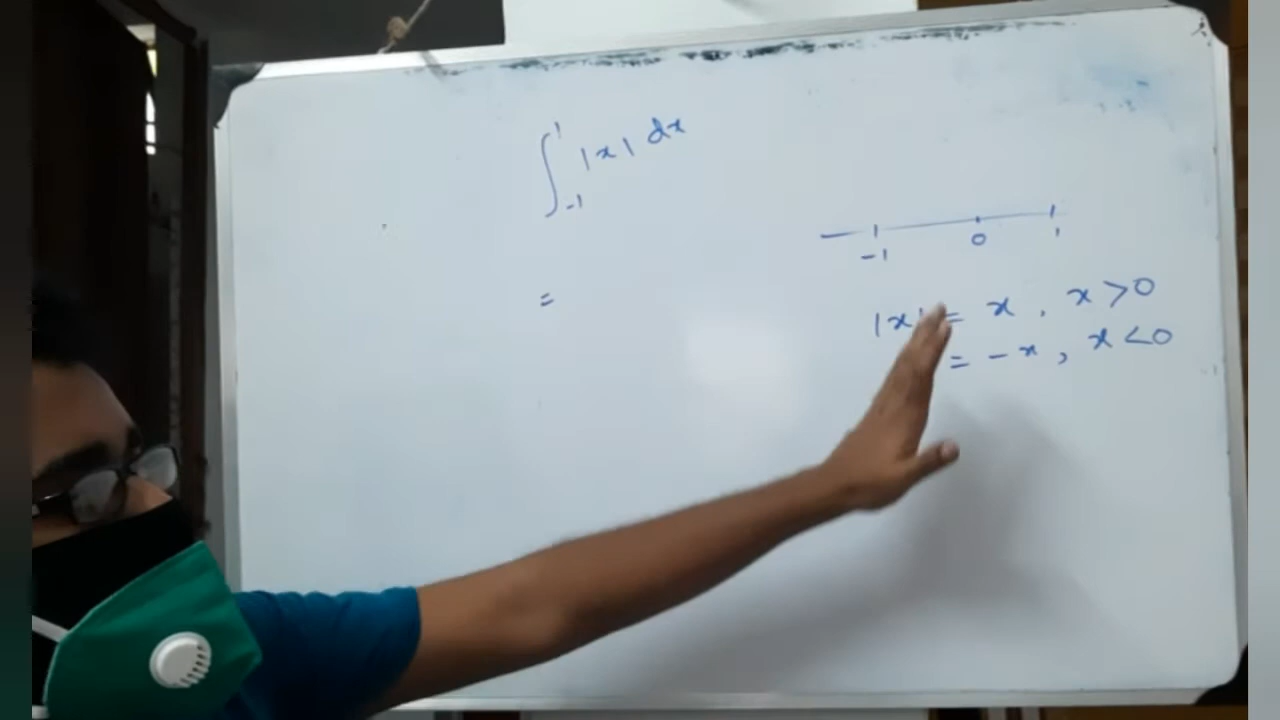 ∫₋₁¹ |x| dx
-1 0 1
=
|x| = x, x > 0
= -x, x < 0